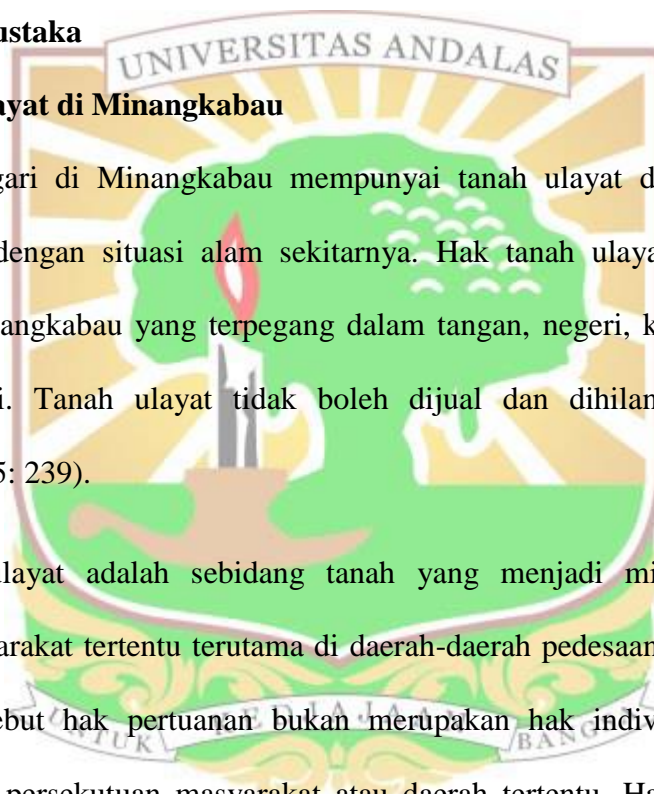 ustaka
UNIVERSITAS ANDALAS
ayat di Minangkabau
gari di Minangkabau mempunyai tanah ulayat d
dengan situasi alam sekitarnya. Hak tanah ulaya
angkabau yang terpegang dalam tangan, negeri, k
i. Tanah ulayat tidak boleh dijual dan dihilan
5: 239).
layat adalah sebidang tanah yang menjadi mi
arakat tertentu terutama di daerah-daerah pedesaan
ebut hak pertuanan bukan merupakan hak indiv
UNTUK KEDJAJAAN BANGSA
persekutuan masyarakat atau daerah tertentu. Ha